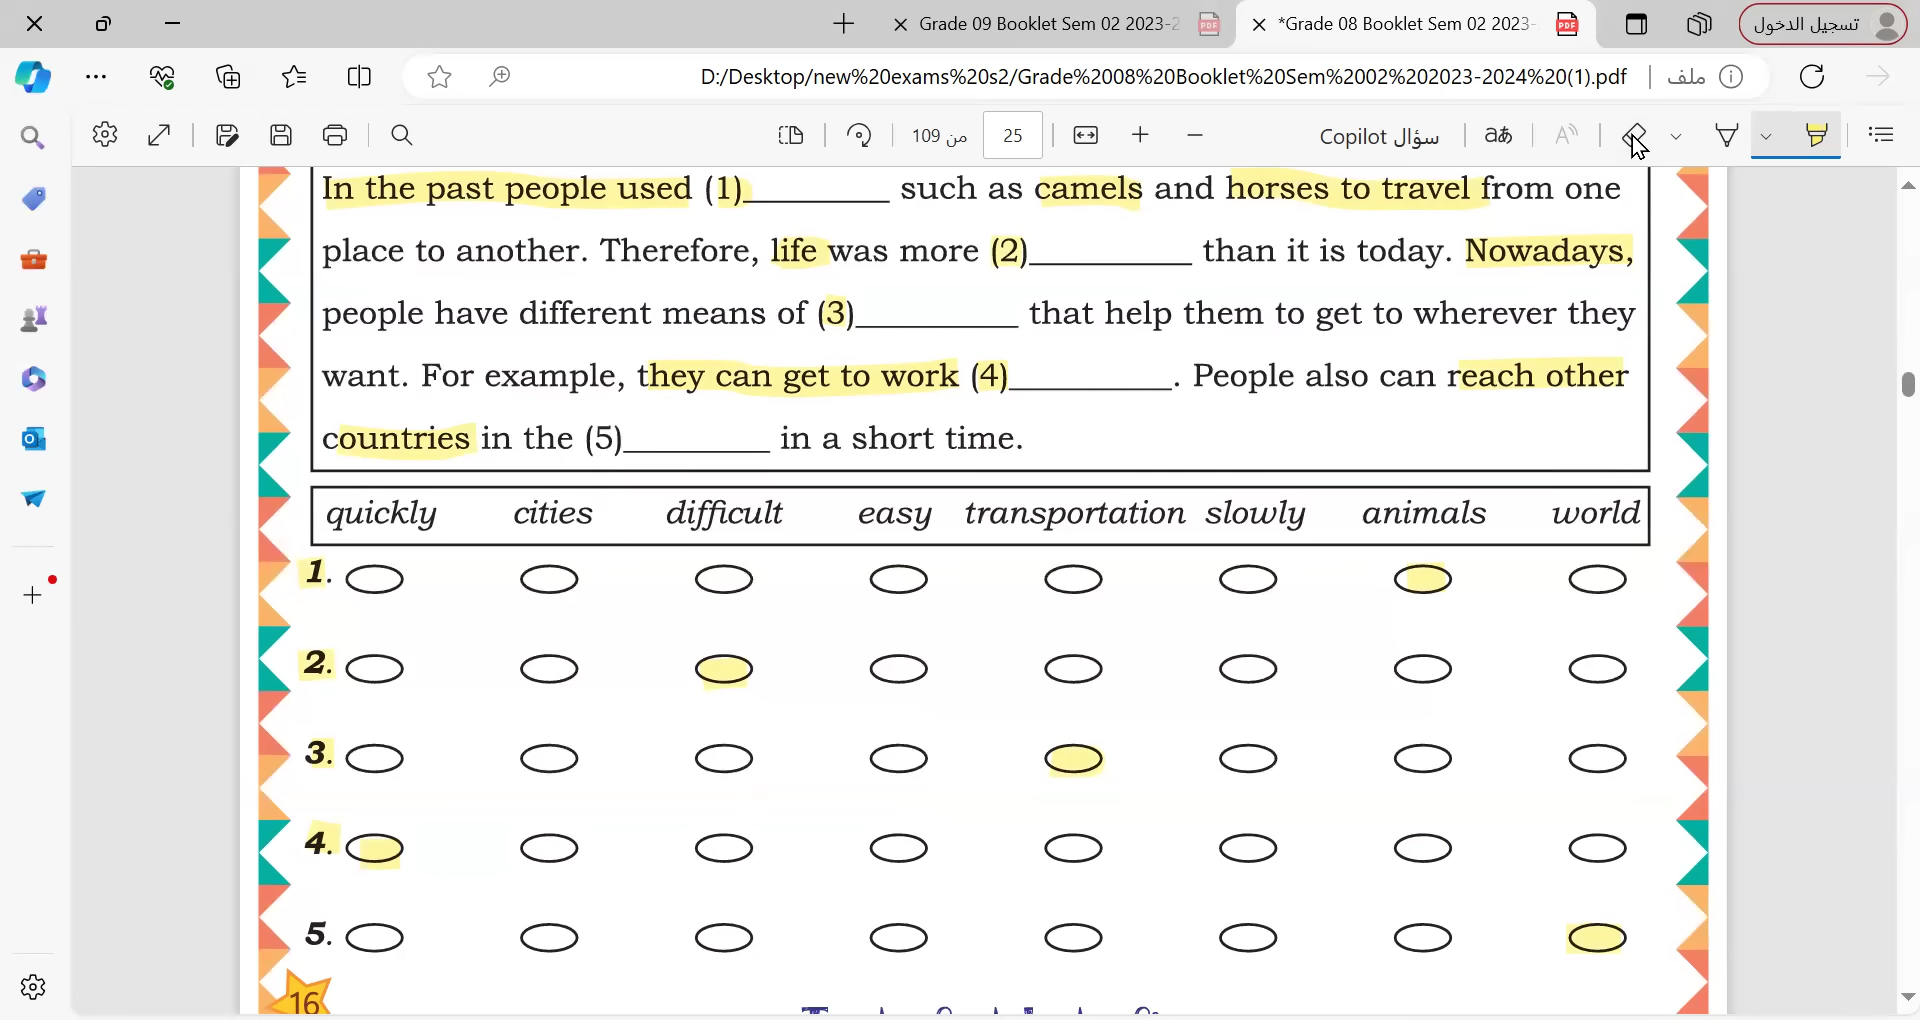 Grade 09 Booklet Sem 02 2023-2
*Grade 08 Booklet Sem 02 2023-
تسجيل الدخول
D:/Desktop/new%20exams%20s2/Grade%2008%20Booklet%20Sem%2002%202023-2024%20(1).pdf
ملف
من 109
25
سؤال Copilot
aあ
In the past people used (1)_________ such as camels and horses to travel from one
place to another. Therefore, life was more (2)__________ than it is today. Nowadays,
people have different means of (3)__________ that help them to get to wherever they
want. For example, they can get to work (4)__________. People also can reach other
countries in the (5)_________ in a short time.
quickly cities difficult easy transportation slowly animals world
1.
2.
3.
4.
5.
16